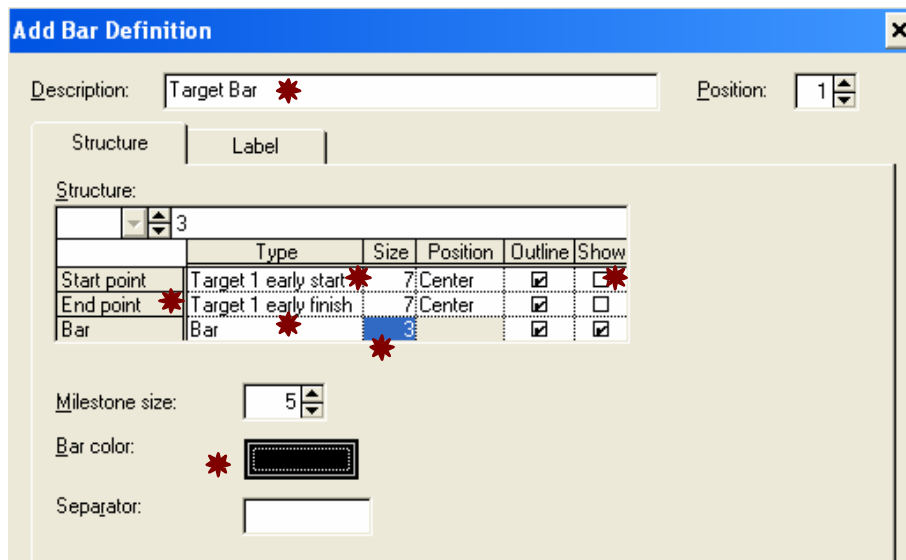 Add Bar Definition
Description: Target Bar Position: 1
Structure Label
Structure:
3
Type Size Position Outline Show
Start point Target 1 early start 7 Center
End point Target 1 early finish 7 Center
Bar Bar 3
Milestone size: 5
Bar color:
Separator: